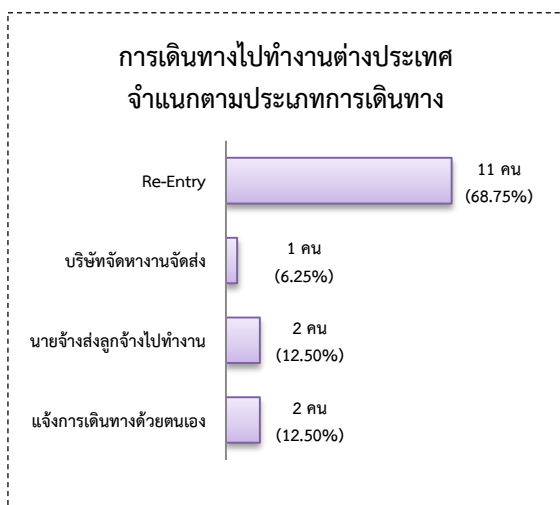 การเดินทางไปทำงานต่างประเทศ
จำแนกตามประเภทการเดินทาง
Re-Entry
11 คน
(68.75%)
บริษัทจัดหางานจัดส่ง
1 คน
(6.25%)
นายจ้างส่งลูกจ้างไปทำงาน
2 คน
(12.50%)
แจ้งการเดินทางด้วยตนเอง
2 คน
(12.50%)